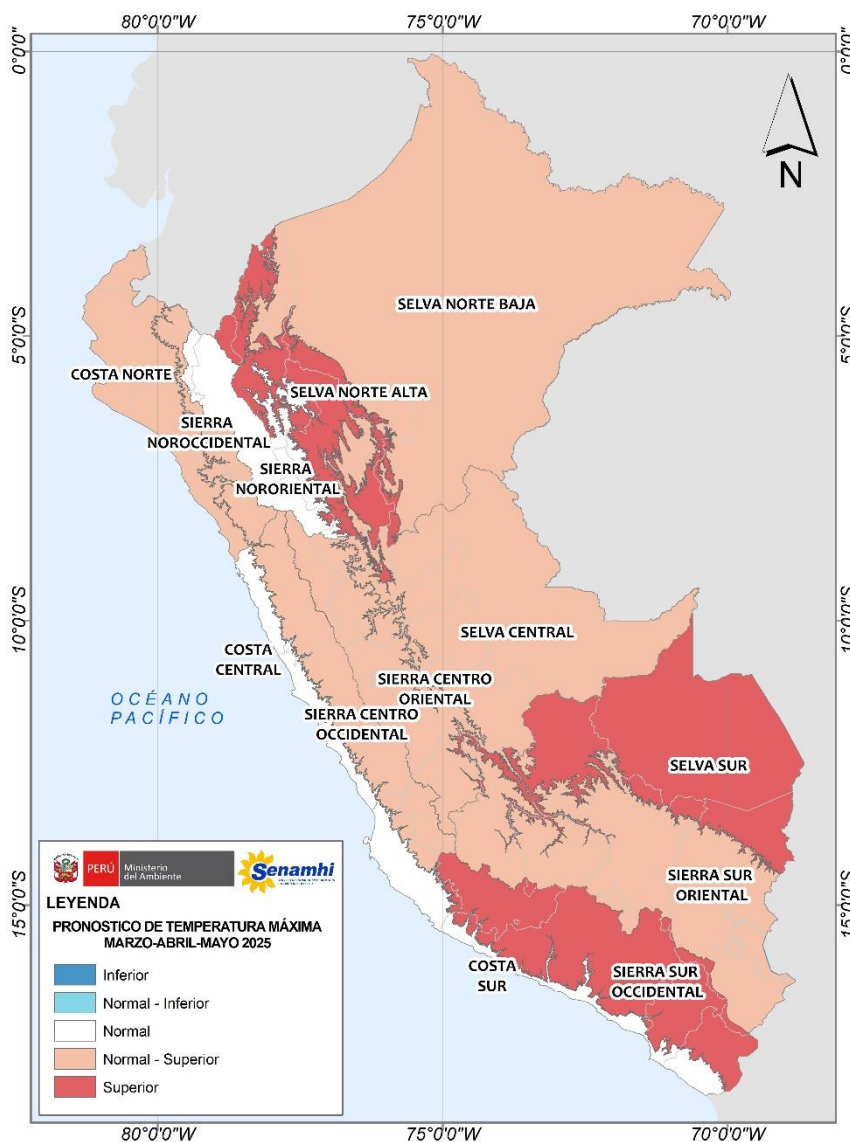 80°0'0"W
75°0'0"W
70°0'0"W
0°0'0"
0°0'0"
N
SELVA NORTE BAJA
5°0'0"S
5°0'0"S
COSTA NORTE
SELVA NORTE ALTA
SIERRA
NOROCCIDENTAL
SIERRA
NORORIENTAL
10°0'0"S
10°0'0"S
SELVA CENTRAL
COSTA
CENTRAL
SIERRA CENTRO
ORIENTAL
OCÉANO
PACÍFICO
SIERRA CENTRO
OCCIDENTAL
SELVA SUR
PERÚ
Ministerio
del Ambiente
Senamhi
SIERRA SUR
ORIENTAL
LEYENDA
15°0'0"S
15°0'0"S
PRONOSTICO DE TEMPERATURA MÁXIMA
MARZO-ABRIL-MAYO 2025
COSTA
SUR
SIERRA SUR
OCCIDENTAL
Inferior
Normal - Inferior
Normal
Normal - Superior
Superior
80°0'0"W
75°0'0"W
70°0'0"W